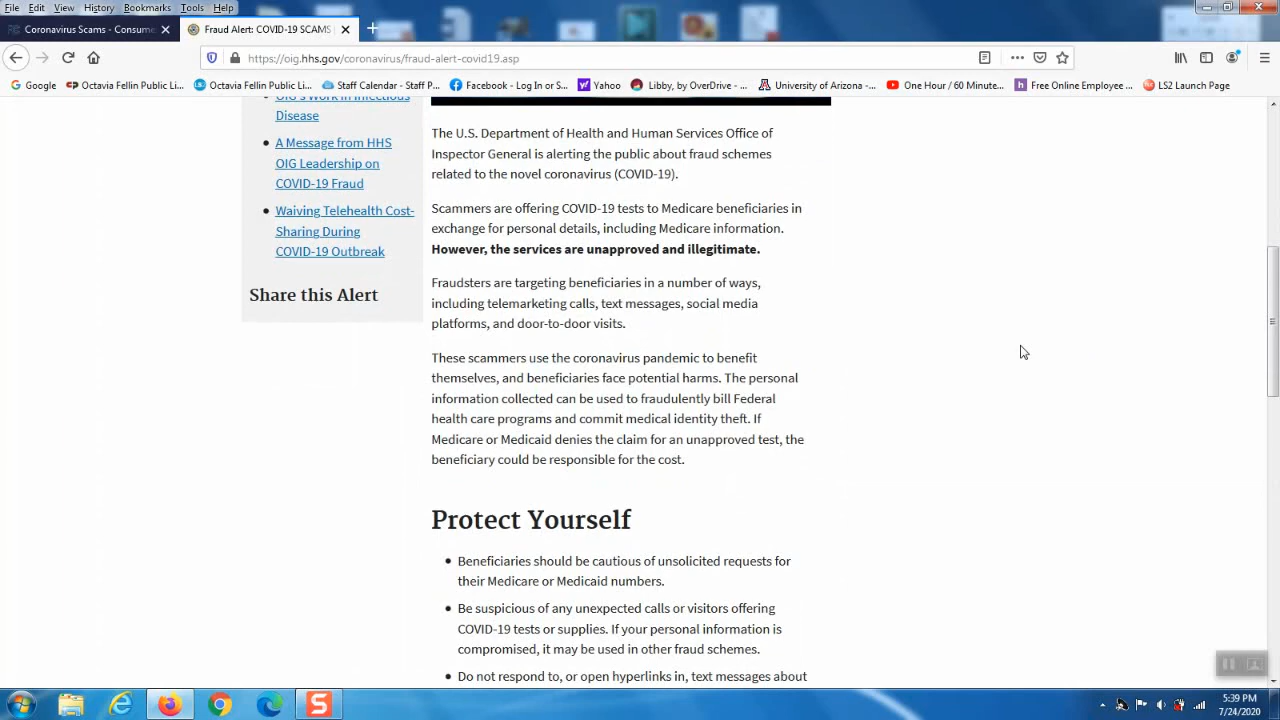 File Edit View History Bookmarks Tools Help
Coronavirus Scams - Consume
Fraud Alert: COVID-19 SCAMS
https://oig.hhs.gov/coronavirus/fraud-alert-covid19.asp
Google Octavia Fellin Public Li... Octavia Fellin Public Li... Staff Calendar - Staff P... Facebook - Log In or S... Yahoo Libby, by OverDrive - ... University of Arizona -... One Hour / 60 Minute... Free Online Employee ... LS2 Launch Page
OIG's Work in Infectious
Disease
A Message from HHS
OIG Leadership on
COVID-19 Fraud
Waiving Telehealth Cost-
Sharing During
COVID-19 Outbreak
Share this Alert
The U.S. Department of Health and Human Services Office of
Inspector General is alerting the public about fraud schemes
related to the novel coronavirus (COVID-19).
Scammers are offering COVID-19 tests to Medicare beneficiaries in
exchange for personal details, including Medicare information.
However, the services are unapproved and illegitimate.
Fraudsters are targeting beneficiaries in a number of ways,
including telemarketing calls, text messages, social media
platforms, and door-to-door visits.
These scammers use the coronavirus pandemic to benefit
themselves, and beneficiaries face potential harms. The personal
information collected can be used to fraudulently bill Federal
health care programs and commit medical identity theft. If
Medicare or Medicaid denies the claim for an unapproved test, the
beneficiary could be responsible for the cost.
Protect Yourself
Beneficiaries should be cautious of unsolicited requests for
their Medicare or Medicaid numbers.
Be suspicious of any unexpected calls or visitors offering
COVID-19 tests or supplies. If your personal information is
compromised, it may be used in other fraud schemes.
Do not respond to, or open hyperlinks in, text messages about
5:39 PM
7/24/2020